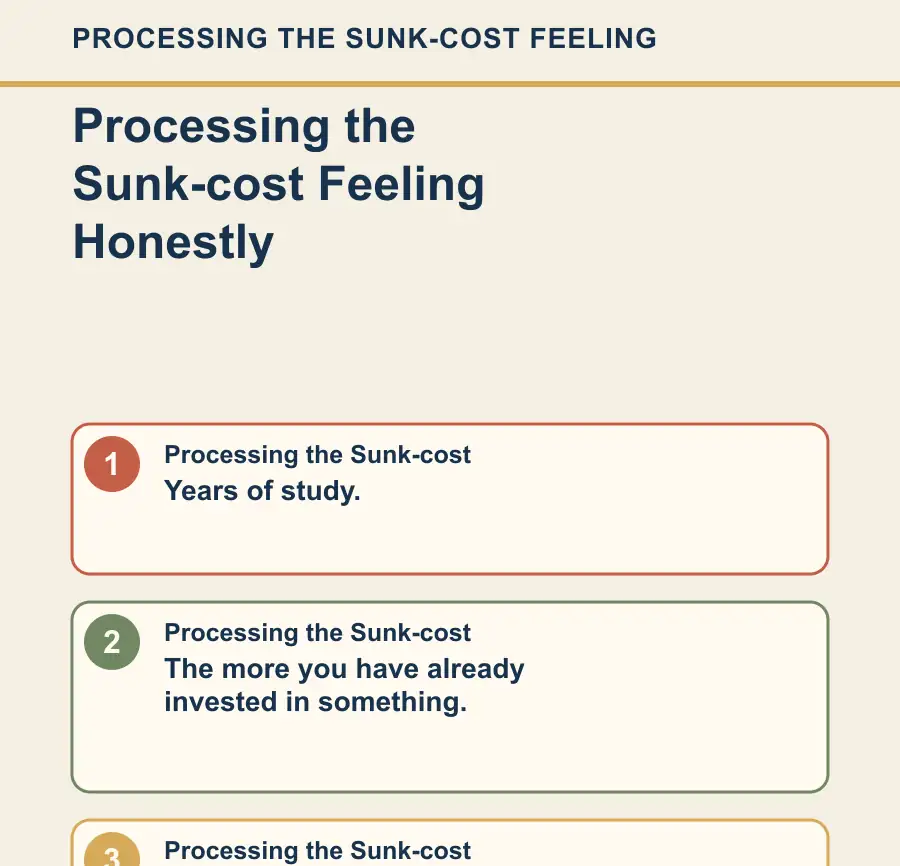 PROCESSING THE SUNK-COST FEELING
Processing the
Sunk-cost Feeling
Honestly
1
Processing the Sunk-cost
Years of study.
2
Processing the Sunk-cost
The more you have already
invested in something.
3
Processing the Sunk-cost